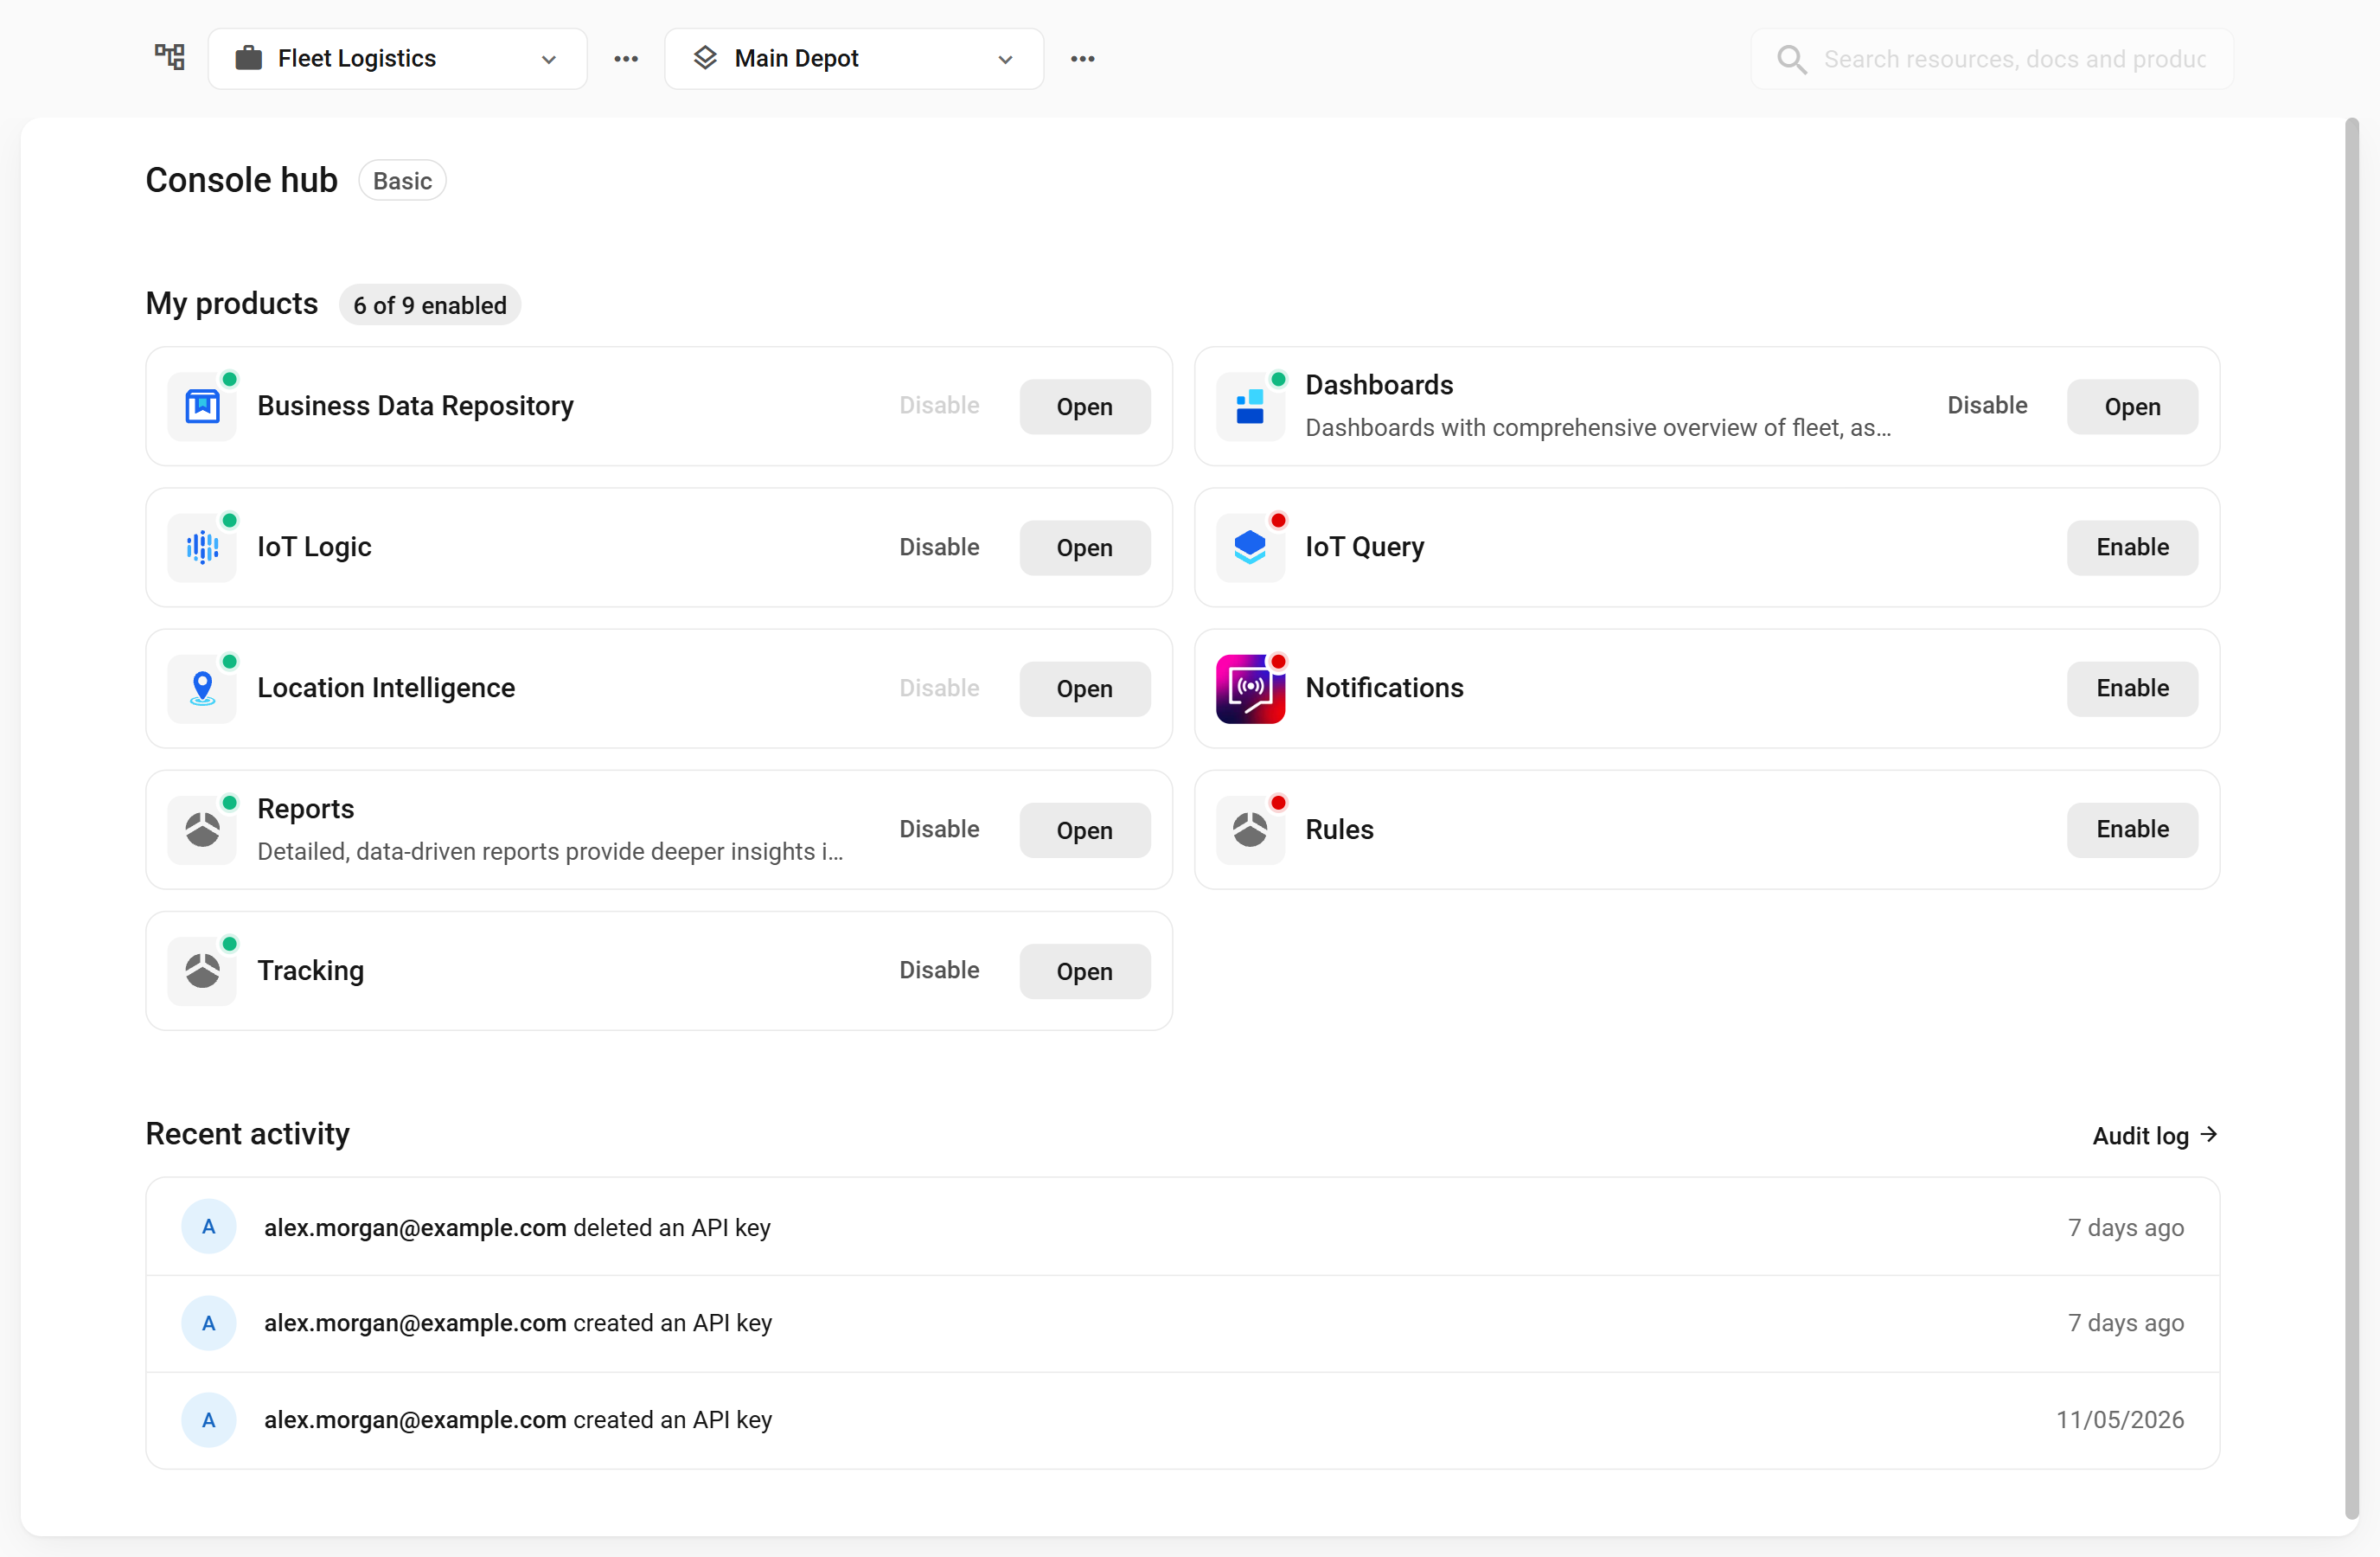 Fleet Logistics
Main Depot
Search resources, docs and produc
Console hub
Basic
My products
6 of 9 enabled
Business Data Repository
Disable
Open
Dashboards
Dashboards with comprehensive overview of fleet, as...
Disable
Open
IoT Logic
Disable
Open
IoT Query
Enable
Location Intelligence
Disable
Open
Notifications
Enable
Reports
Detailed, data-driven reports provide deeper insights i...
Disable
Open
Rules
Enable
Tracking
Disable
Open
Recent activity
Audit log
A
alex.morgan@example.com deleted an API key
7 days ago
A
alex.morgan@example.com created an API key
7 days ago
A
alex.morgan@example.com created an API key
11/05/2026